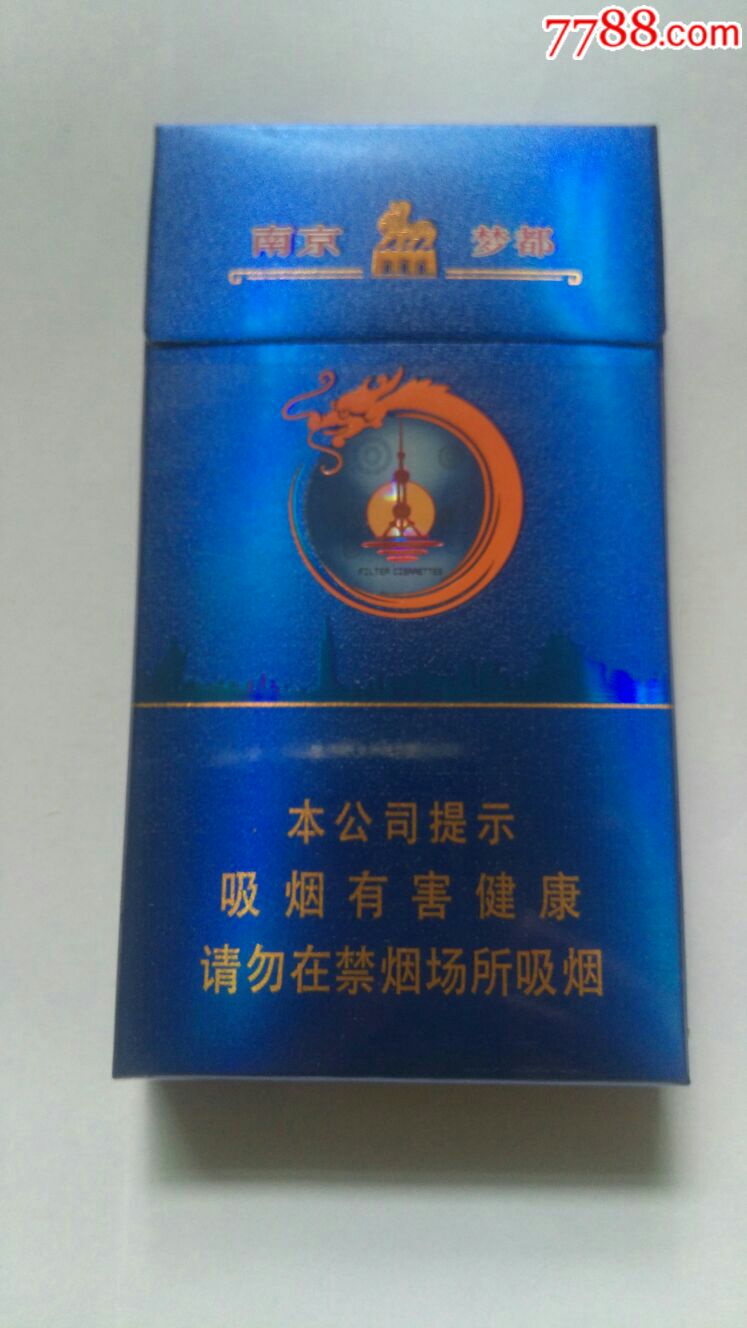 7788.com
南京 梦都
FILTER CIGARETTES
本公司提示
吸烟有害健康
请勿在禁烟场所吸烟